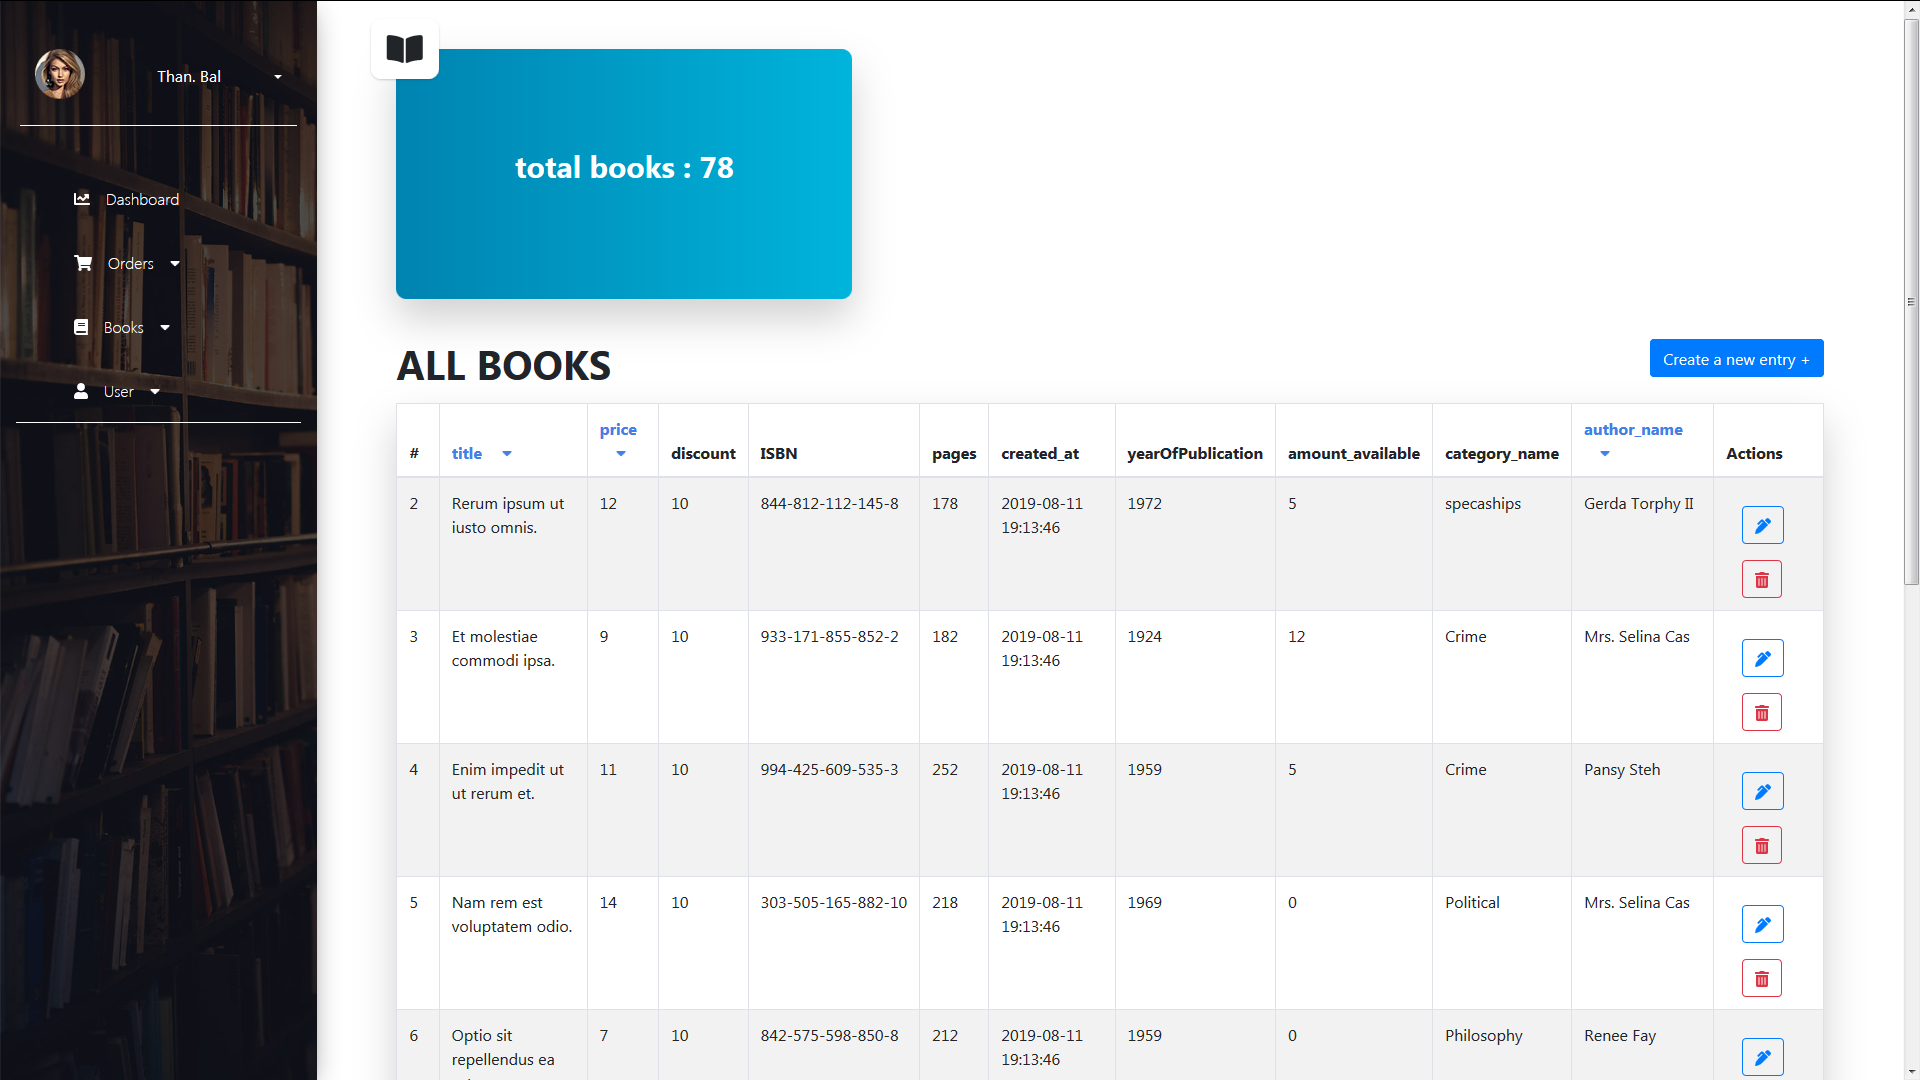 Than. Bal
Dashboard
Orders
Books
User
total books : 78
ALL BOOKS
Create a new entry +
# title price discount ISBN pages created_at yearOfPublication amount_available category_name author_name Actions
2 Rerum ipsum ut 12 10 844-812-112-145-8 178 2019-08-11 1972 5 specaships Gerda Torphy II
iusto omnis. 19:13:46
3 Et molestiae 9 10 933-171-855-852-2 182 2019-08-11 1924 12 Crime Mrs. Selina Cas
commodi ipsa. 19:13:46
4 Enim impedit ut 11 10 994-425-609-535-3 252 2019-08-11 1959 5 Crime Pansy Steh
ut rerum et. 19:13:46
5 Nam rem est 14 10 303-505-165-882-10 218 2019-08-11 1969 0 Political Mrs. Selina Cas
voluptatem odio. 19:13:46
6 Optio sit 7 10 842-575-598-850-8 212 2019-08-11 1959 0 Philosophy Renee Fay
repellendus ea 19:13:46